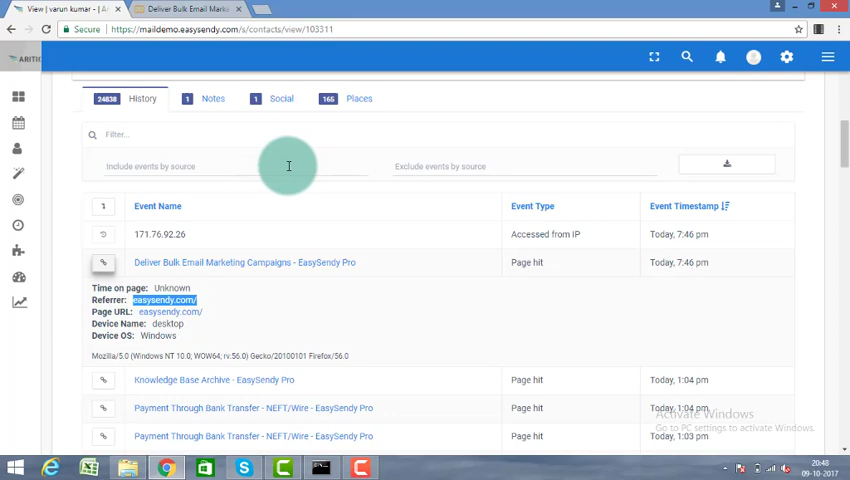 View | varun kumar - | A
Deliver Bulk Email Marke
Secure
https://maildemo.easysendy.com/s/contacts/view/103311
ARITIC
24838 History
1 Notes
1 Social
165 Places
Filter...
Include events by source
Exclude events by source
Event Name
Event Type
Event Timestamp
171.76.92.26
Accessed from IP
Today, 7:46 pm
Deliver Bulk Email Marketing Campaigns - EasySendy Pro
Page hit
Today, 7:46 pm
Time on page: Unknown
Referrer: easysendy.com/
Page URL: easysendy.com/
Device Name: desktop
Device OS: Windows
Mozilla/5.0 (Windows NT 10.0; WOW64; rv:56.0) Gecko/20100101 Firefox/56.0
Knowledge Base Archive - EasySendy Pro
Page hit
Today, 1:04 pm
Payment Through Bank Transfer - NEFT/Wire - EasySendy Pro
Page hit
Today, 1:04 pm
Activate Windows
Go to PC settings to activate Windows.
Payment Through Bank Transfer - NEFT/Wire - EasySendy Pro
Page hit
Today, 1:03 pm
20:48
09-10-2017